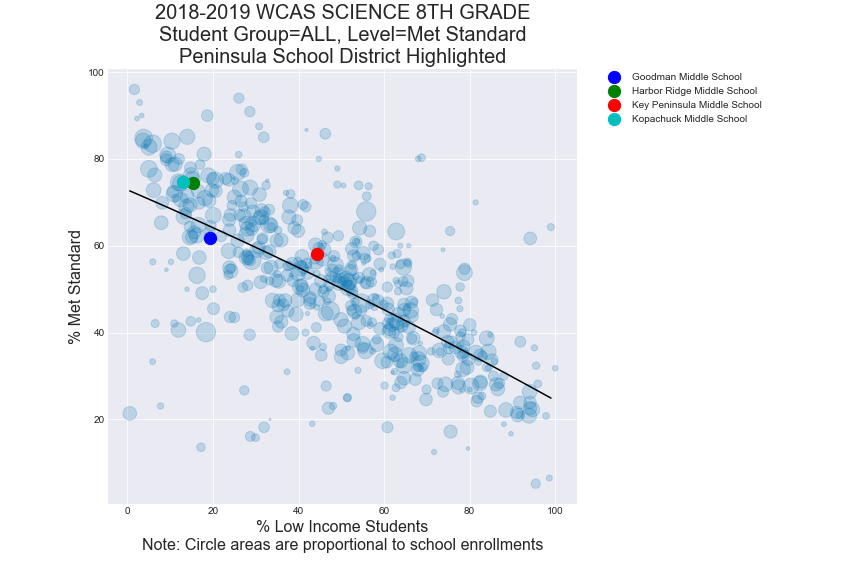 2018-2019 WCAS SCIENCE 8TH GRADE
Student Group=ALL, Level=Met Standard
Peninsula School District Highlighted
Goodman Middle School
Harbor Ridge Middle School
Key Peninsula Middle School
Kopachuck Middle School
% Met Standard
100
80
60
40
20
0 20 40 60 80 100
% Low Income Students
Note: Circle areas are proportional to school enrollments